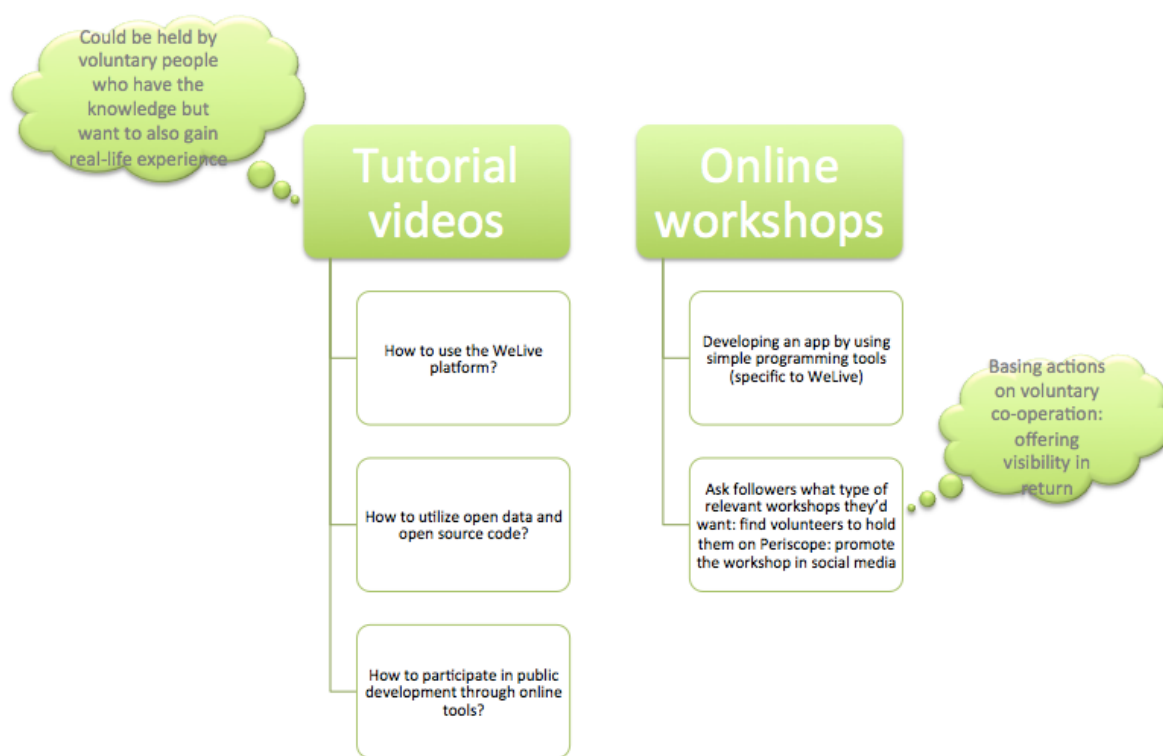 Could be held by
voluntary people
who have the
knowledge but
want to also gain
real-life experience
Tutorial
videos
How to use the WeLive
platform?
How to utilize open data and
open source code?
How to participate in public
development through online
tools?
Online
workshops
Developing an app by using
simple programming tools
(specific to WeLive)
Ask followers what type of
relevant workshops they'd
want: find volunteers to hold
them on Periscope: promote
the workshop in social media
Basing actions
on voluntary
co-operation:
offering
visibility in
return